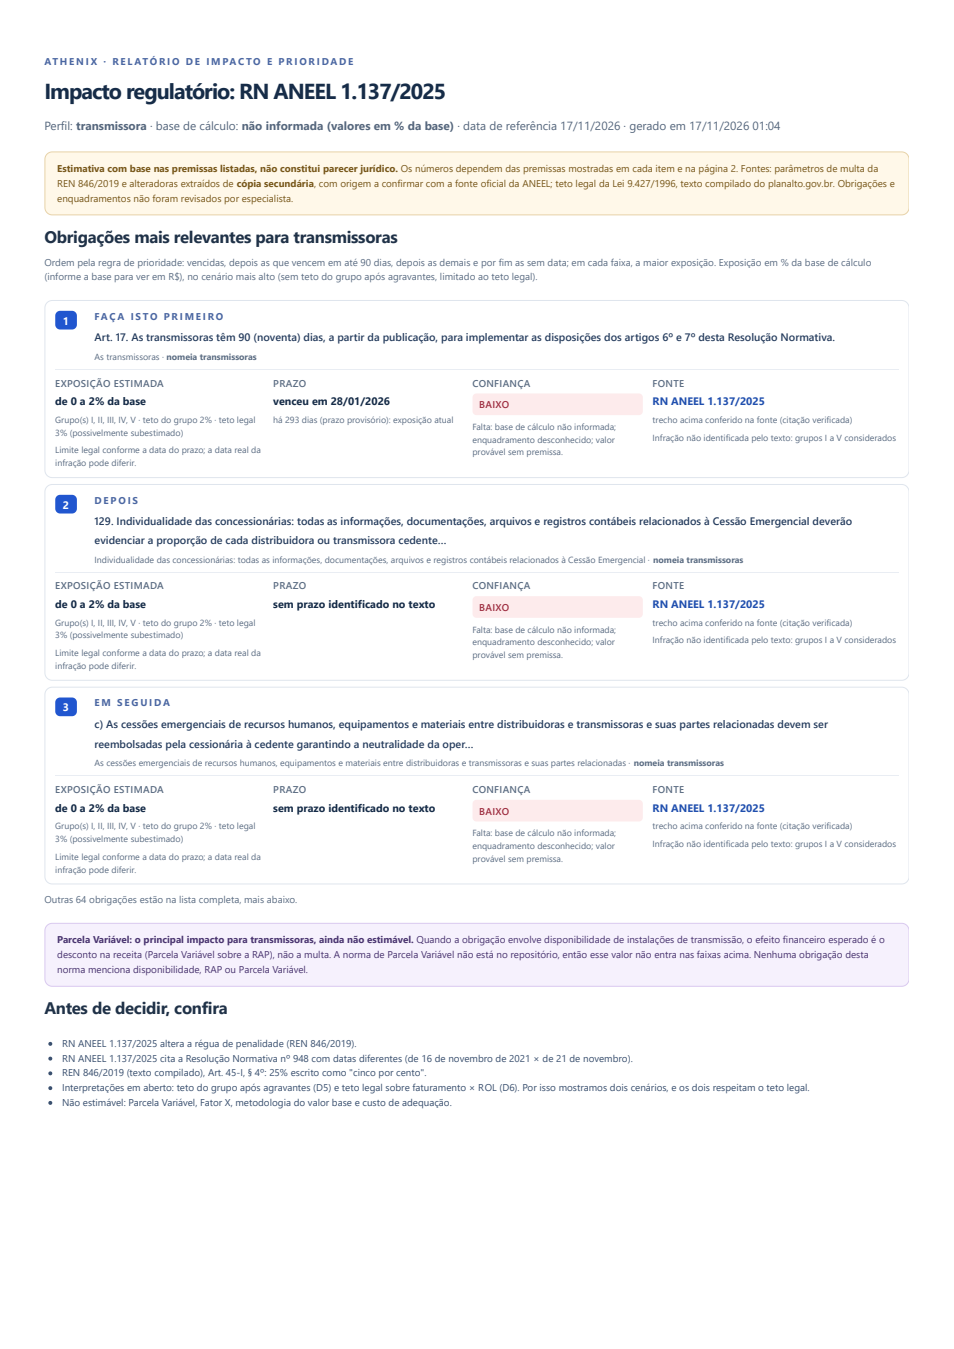 ATHENIX · RELATÓRIO DE IMPACTO E PRIORIDADE
Impacto regulatório: RN ANEEL 1.137/2025
Perfil: transmissora · base de cálculo: não informada (valores em % da base) · data de referência 17/11/2026 · gerado em 17/11/2026 01:04
Estimativa com base nas premissas listadas, não constitui parecer jurídico. Os números dependem das premissas mostradas em cada item e na página 2. Fontes: parâmetros de multa da
REN 846/2019 e alteradoras extraídos de cópia secundária, com origem a confirmar com a fonte oficial da ANEEL; teto legal da Lei 9.427/1996, texto compilado do planalto.gov.br. Obrigações e
enquadramentos não foram revisados por especialista.
Obrigações mais relevantes para transmissoras
Ordem pela regra de prioridade: vencidas, depois as que vencem em até 90 dias, depois as demais e por fim as sem data; em cada faixa, a maior exposição. Exposição em % da base de cálculo
(informe a base para ver em R$), no cenário mais alto (sem teto do grupo após agravantes, limitado ao teto legal).
1
FAÇA ISTO PRIMEIRO
Art. 17. As transmissoras têm 90 (noventa) dias, a partir da publicação, para implementar as disposições dos artigos 6º e 7º desta Resolução Normativa.
As transmissoras · nomeia transmissoras
EXPOSIÇÃO ESTIMADA
de 0 a 2% da base
Grupo(s) I, II, III, IV, V · teto do grupo 2% · teto legal
3% (possivelmente subestimado)
Limite legal conforme a data do prazo; a data real da
infração pode diferir.
PRAZO
venceu em 28/01/2026
há 293 dias (prazo provisório): exposição atual
CONFIANÇA
BAIXO
Falta: base de cálculo não informada;
enquadramento desconhecido; valor
provável sem premissa.
FONTE
RN ANEEL 1.137/2025
trecho acima conferido na fonte (citação verificada)
Infração não identificada pelo texto: grupos I a V considerados
2
DEPOIS
129. Individualidade das concessionárias: todas as informações, documentações, arquivos e registros contábeis relacionados à Cessão Emergencial deverão
evidenciar a proporção de cada distribuidora ou transmissora cedente...
Individualidade das concessionárias: todas as informações, documentações, arquivos e registros contábeis relacionados à Cessão Emergencial · nomeia transmissoras
EXPOSIÇÃO ESTIMADA
de 0 a 2% da base
Grupo(s) I, II, III, IV, V · teto do grupo 2% · teto legal
3% (possivelmente subestimado)
Limite legal conforme a data do prazo; a data real da
infração pode diferir.
PRAZO
sem prazo identificado no texto
CONFIANÇA
BAIXO
Falta: base de cálculo não informada;
enquadramento desconhecido; valor
provável sem premissa.
FONTE
RN ANEEL 1.137/2025
trecho acima conferido na fonte (citação verificada)
Infração não identificada pelo texto: grupos I a V considerados
3
EM SEGUIDA
c) As cessões emergenciais de recursos humanos, equipamentos e materiais entre distribuidoras e transmissoras e suas partes relacionadas devem ser
reembolsadas pela cessionária à cedente garantindo a neutralidade da oper...
As cessões emergenciais de recursos humanos, equipamentos e materiais entre distribuidoras e transmissoras e suas partes relacionadas · nomeia transmissoras
EXPOSIÇÃO ESTIMADA
de 0 a 2% da base
Grupo(s) I, II, III, IV, V · teto do grupo 2% · teto legal
3% (possivelmente subestimado)
Limite legal conforme a data do prazo; a data real da
infração pode diferir.
PRAZO
sem prazo identificado no texto
CONFIANÇA
BAIXO
Falta: base de cálculo não informada;
enquadramento desconhecido; valor
provável sem premissa.
FONTE
RN ANEEL 1.137/2025
trecho acima conferido na fonte (citação verificada)
Infração não identificada pelo texto: grupos I a V considerados
Outras 64 obrigações estão na lista completa, mais abaixo.
Parcela Variável: o principal impacto para transmissoras, ainda não estimável. Quando a obrigação envolve disponibilidade de instalações de transmissão, o efeito financeiro esperado é o
desconto na receita (Parcela Variável sobre a RAP), não a multa. A norma de Parcela Variável não está no repositório, então esse valor não entra nas faixas acima. Nenhuma obrigação desta
norma menciona disponibilidade, RAP ou Parcela Variável.
Antes de decidir, confira
• RN ANEEL 1.137/2025 altera a régua de penalidade (REN 846/2019).
• RN ANEEL 1.137/2025 cita a Resolução Normativa nº 948 com datas diferentes (de 16 de novembro de 2021 × de 21 de novembro).
• REN 846/2019 (texto compilado), Art. 45-I, § 4º: 25% escrito como "cinco por cento".
• Interpretações em aberto: teto do grupo após agravantes (D5) e teto legal sobre faturamento × ROL (D6). Por isso mostramos dois cenários, e os dois respeitam o teto legal.
• Não estimável: Parcela Variável, Fator X, metodologia do valor base e custo de adequação.